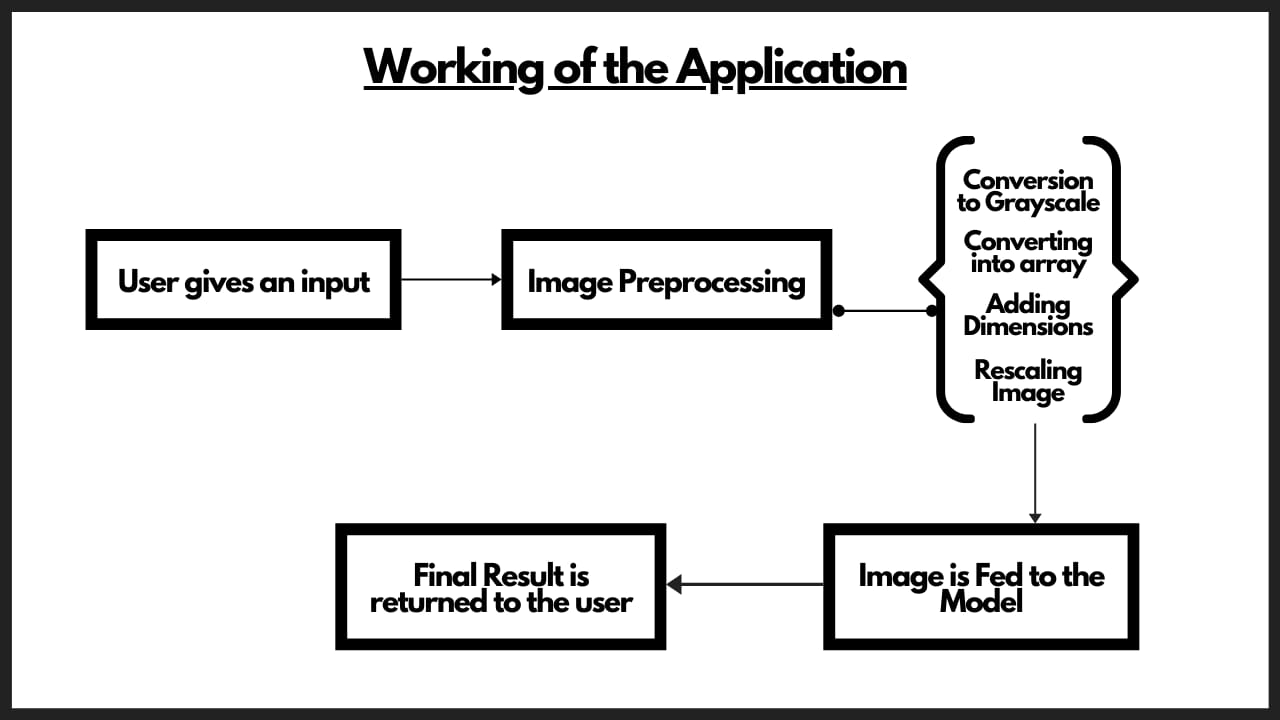 Working of the Application
User gives an input
Image Preprocessing
Conversion
to Grayscale
Converting
into array
Adding
Dimensions
Rescaling
Image
Image is Fed to the
Model
Final Result is
returned to the user